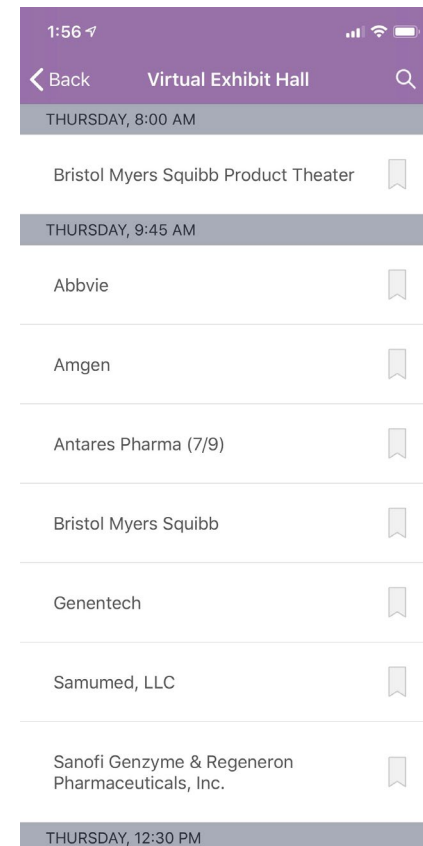 1:56
Back Virtual Exhibit Hall
THURSDAY, 8:00 AM
Bristol Myers Squibb Product Theater
THURSDAY, 9:45 AM
Abbvie
Amgen
Antares Pharma (7/9)
Bristol Myers Squibb
Genentech
Samumed, LLC
Sanofi Genzyme & Regeneron
Pharmaceuticals, Inc.
THURSDAY, 12:30 PM